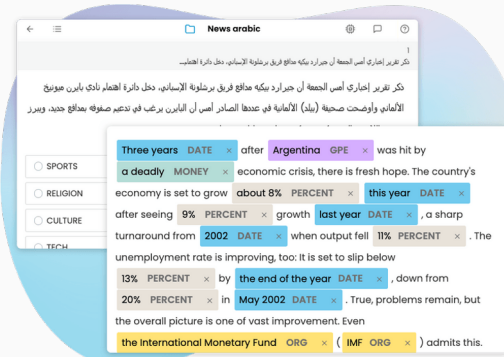 News arabic
1
ذكر تقرير إخباري أمس الجمعة أن جيرارد بيكيه مدافع فريق برشلونة الإسباني، دخل دائرة اهتمام...
ذكر تقرير إخباري أمس الجمعة أن جيرارد بيكيه مدافع فريق برشلونة الإسباني، دخل دائرة اهتمام نادي بايرن ميونيخ
الألماني وأوضحت صحيفة (بيلد) الألمانية في عددها الصادر أمس أن البايرن يرغب في تدعيم صفوفه بمدافع جديد، ويبرز
SPORTS
RELIGION
CULTURE
TECH
Three years DATE × after Argentina GPE × was hit by
a deadly MONEY × economic crisis, there is fresh hope. The country's
economy is set to grow about 8% PERCENT × this year DATE ×
after seeing 9% PERCENT × growth last year DATE × , a sharp
turnaround from 2002 DATE × when output fell 11% PERCENT × . The
unemployment rate is improving, too: It is set to slip below
13% PERCENT × by the end of the year DATE × , down from
20% PERCENT × in May 2002 DATE × . True, problems remain, but
the overall picture is one of vast improvement. Even
the International Monetary Fund ORG × ( IMF ORG × ) admits this.